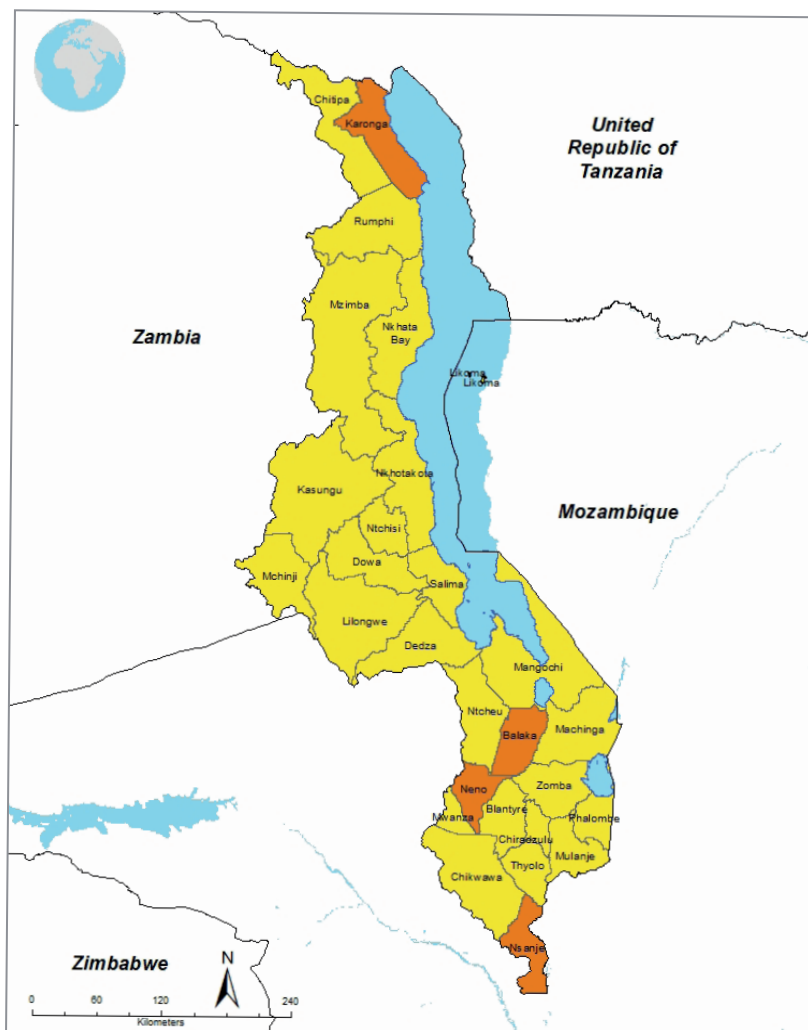 Chitipa
Karonga
United
Republic of
Tanzania
Rumphi
Mzimba
Nkhata
Bay
Zambia
Likoma
Likoma
Nkhotakota
Kasungu
Mozambique
Ntchisi
Dowa
Mchinji
Salima
Lilongwe
Dedza
Mangochi
Ntcheu
Machinga
Balaka
Zomba
Neno
Blantyre
Mwanza
Phalombe
Chiradzulu
Mulanje
Thyolo
Chikwawa
Nsanje
Zimbabwe
N
0 60 120 240
Kilometers